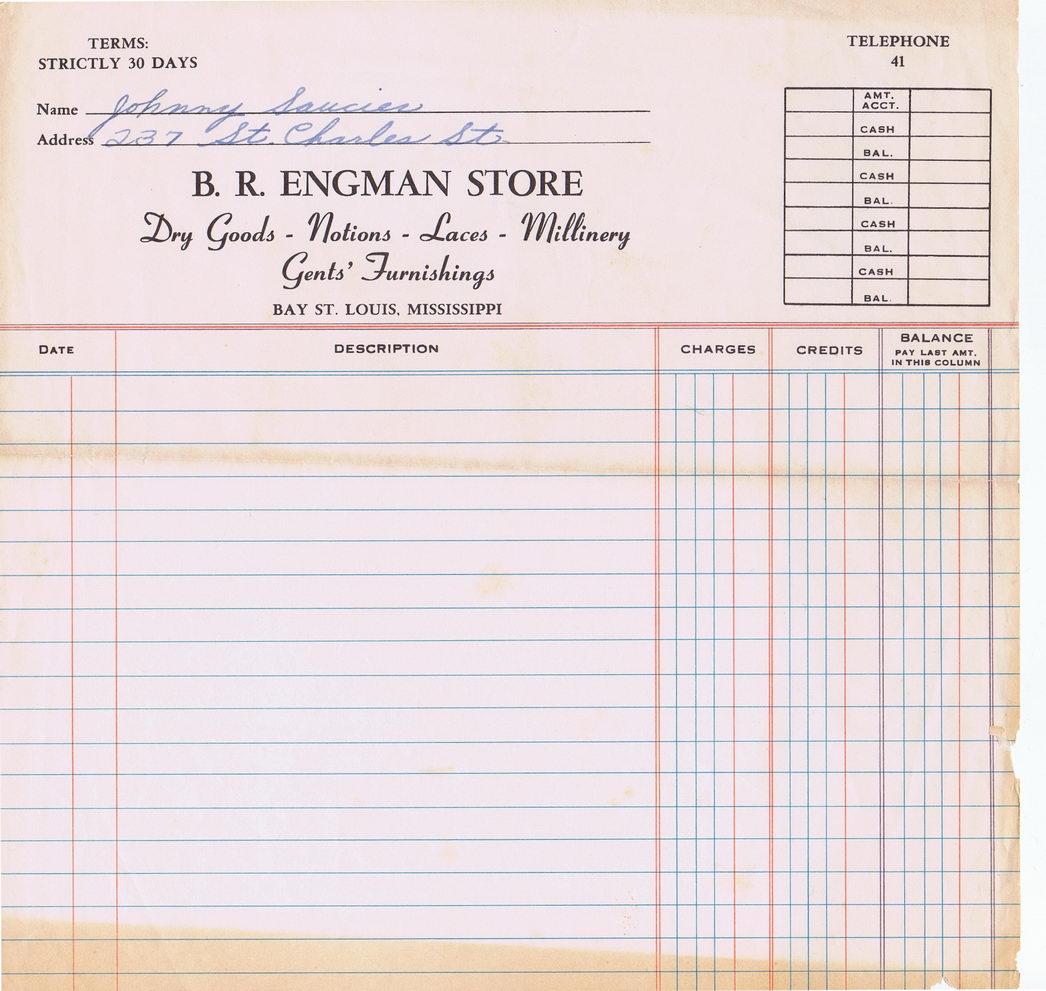 TERMS:
STRICTLY 30 DAYS
TELEPHONE
41
Name Johnny Saucier
Address 237 St. Charles St.
B. R. ENGMAN STORE
Dry Goods - Notions - Laces - Millinery
Gents' Furnishings
BAY ST. LOUIS, MISSISSIPPI
AMT.
ACCT.
CASH
BAL.
CASH
BAL.
CASH
BAL.
CASH
BAL.
DATE DESCRIPTION CHARGES CREDITS BALANCE
PAY LAST AMT.
IN THIS COLUMN